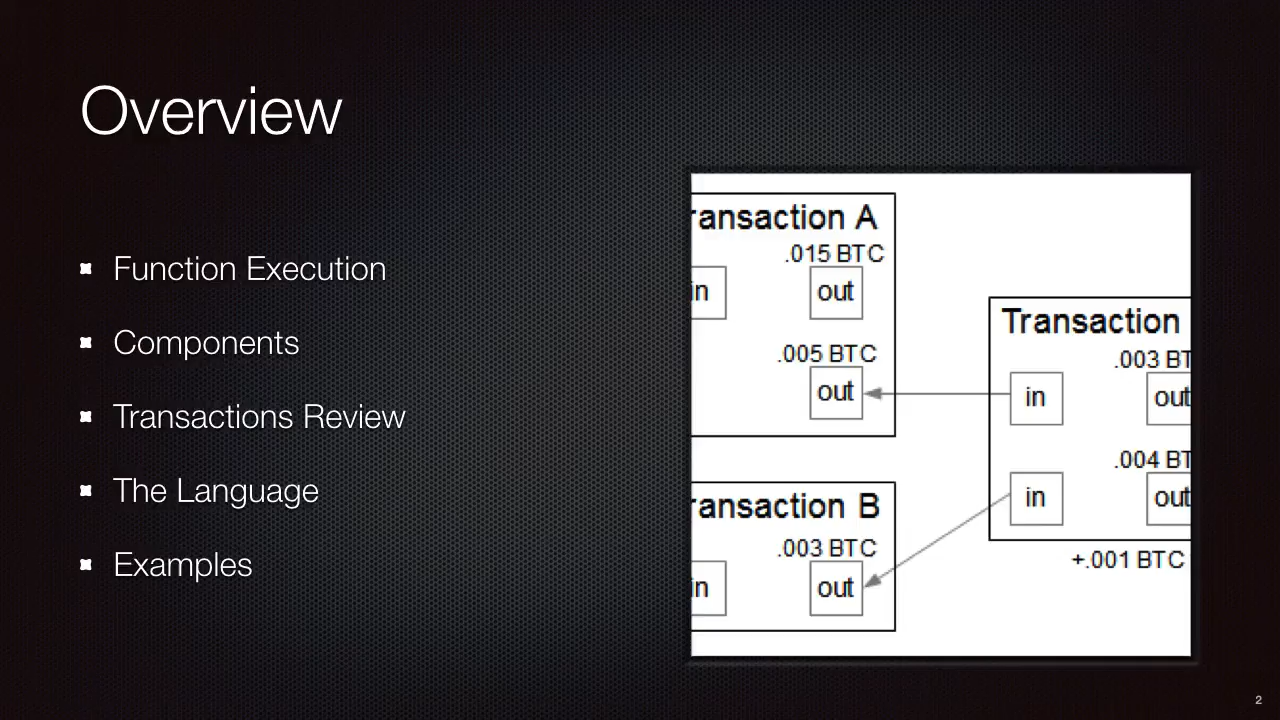 Overview
Function Execution
Components
Transactions Review
The Language
Examples
ransaction A
.015 BTC
in
out
.005 BTC
out
Transaction
.003 BT
in
out
.004 BT
in
out
+.001 BTC
ransaction B
.003 BTC
in
out
2